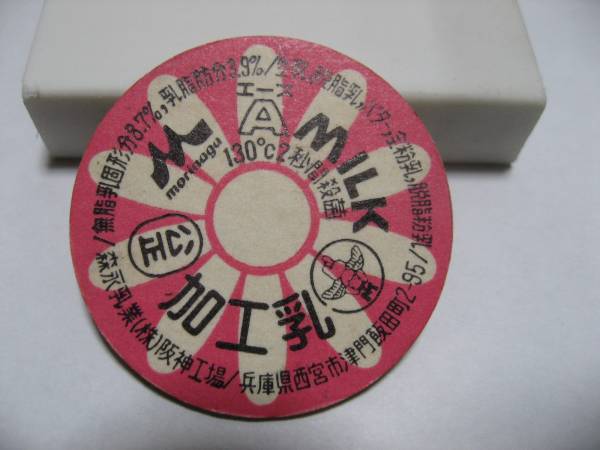 無脂乳固形分8.7%,乳脂肪分3.9%/生乳,脱脂乳,バター,全粉乳,脱脂粉乳/
森永乳業(株)阪神工場/兵庫県西宮市津門飯田町2-95/
エース
A
morinaga
MILK
130°C2秒間殺菌
公正
加工乳